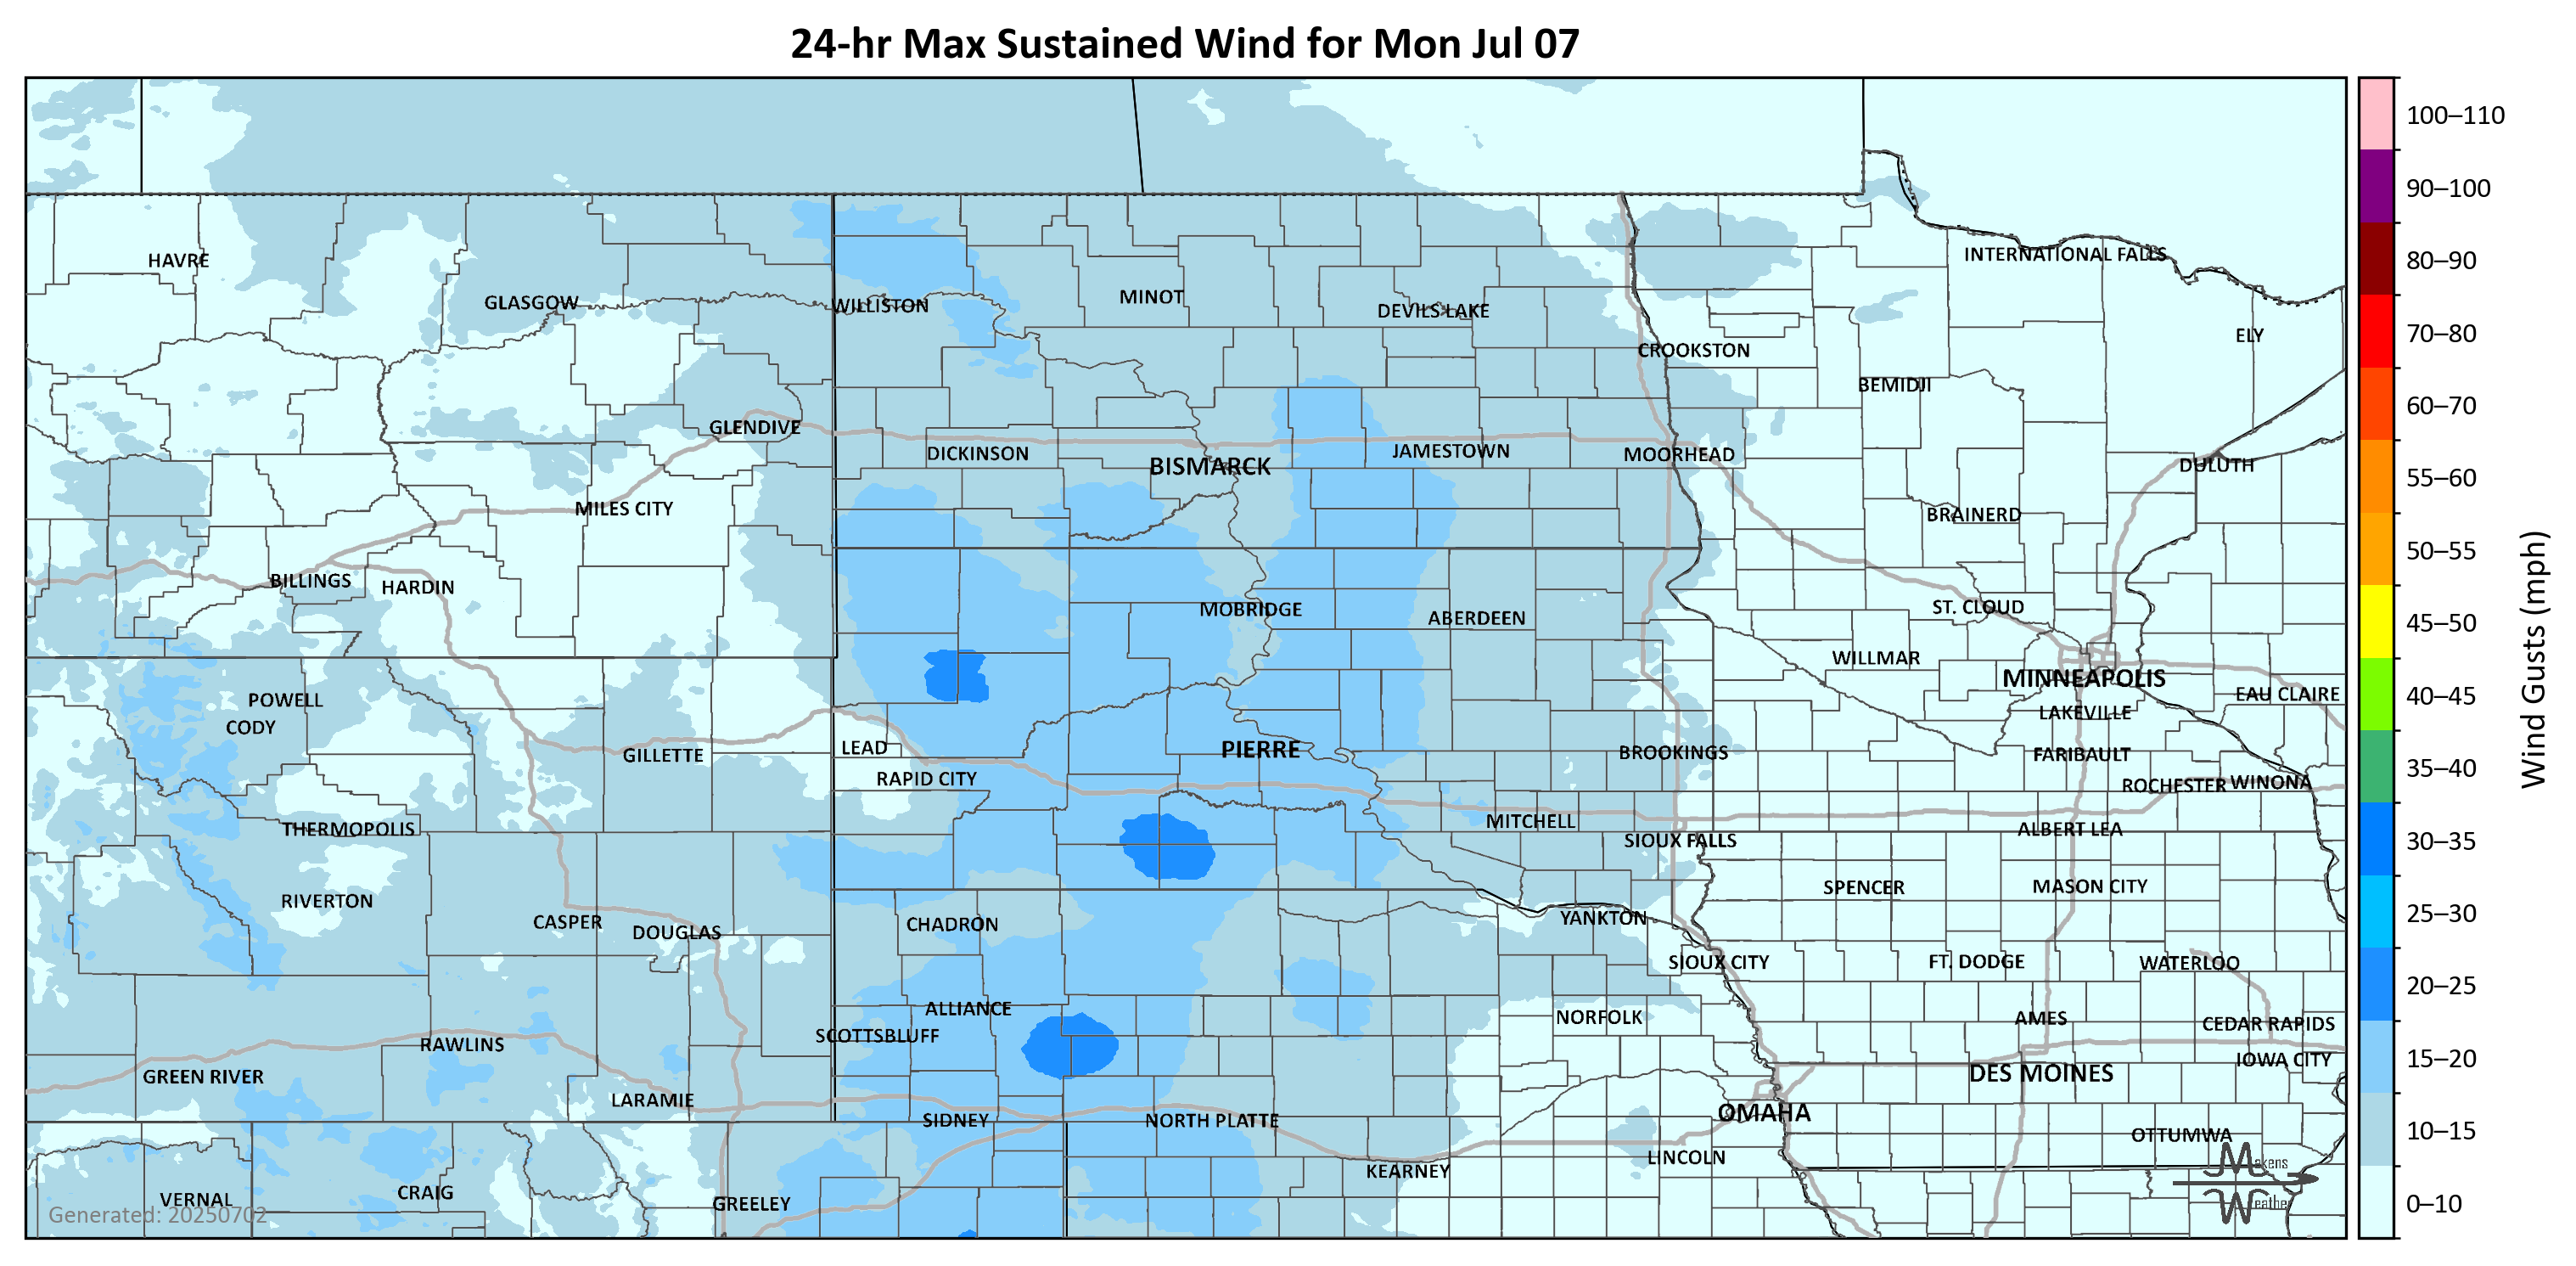 24-hr Max Sustained Wind for Mon Jul 07
100–110
90–100
80–90
70–80
60–70
55–60
50–55
45–50
40–45
35–40
30–35
25–30
20–25
15–20
10–15
0–10
Wind Gusts (mph)
HAVRE
GLASGOW
WILLISTON
MINOT
DEVILS LAKE
INTERNATIONAL FALLS
ELY
CROOKSTON
BEMIDJI
GLENDIVE
DICKINSON
BISMARCK
JAMESTOWN
MOORHEAD
DULUTH
MILES CITY
BRAINERD
BILLINGS
HARDIN
MOBRIDGE
ABERDEEN
ST. CLOUD
WILLMAR
MINNEAPOLIS
EAU CLAIRE
POWELL
CODY
LAKEVILLE
GILLETTE
LEAD
PIERRE
BROOKINGS
FARIBAULT
RAPID CITY
ROCHESTER
WINONA
THERMOPOLIS
MITCHELL
ALBERT LEA
SIOUX FALLS
RIVERTON
SPENCER
MASON CITY
CASPER
DOUGLAS
CHADRON
YANKTON
SIOUX CITY
FT. DODGE
WATERLOO
ALLIANCE
NORFOLK
AMES
CEDAR RAPIDS
SCOTTSBLUFF
RAWLINS
IOWA CITY
GREEN RIVER
DES MOINES
LARAMIE
SIDNEY
NORTH PLATTE
OMAHA
OTTUMWA
KEARNEY
LINCOLN
VERNAL
CRAIG
GREELEY
Makens
Weather
Generated: 20250702